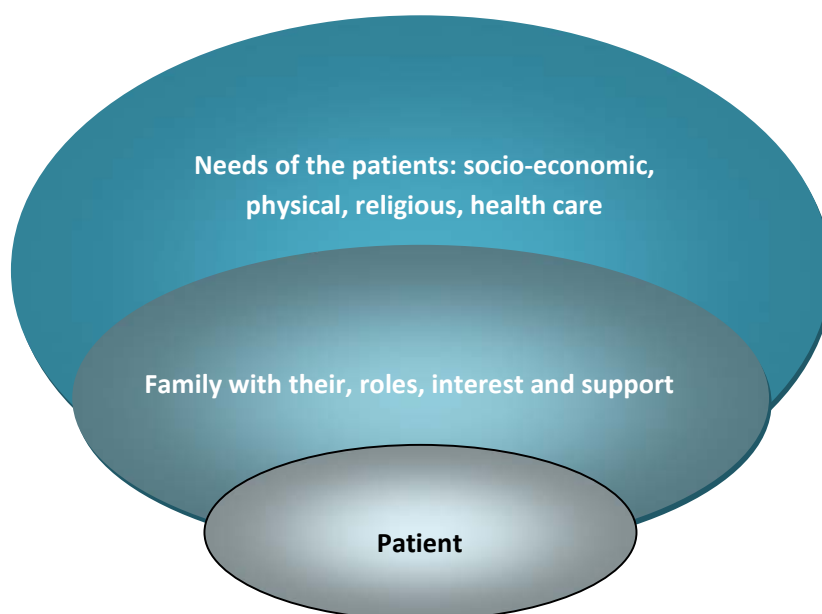 Needs of the patients: socio-economic,
physical, religious, health care
Family with their, roles, interest and support
Patient